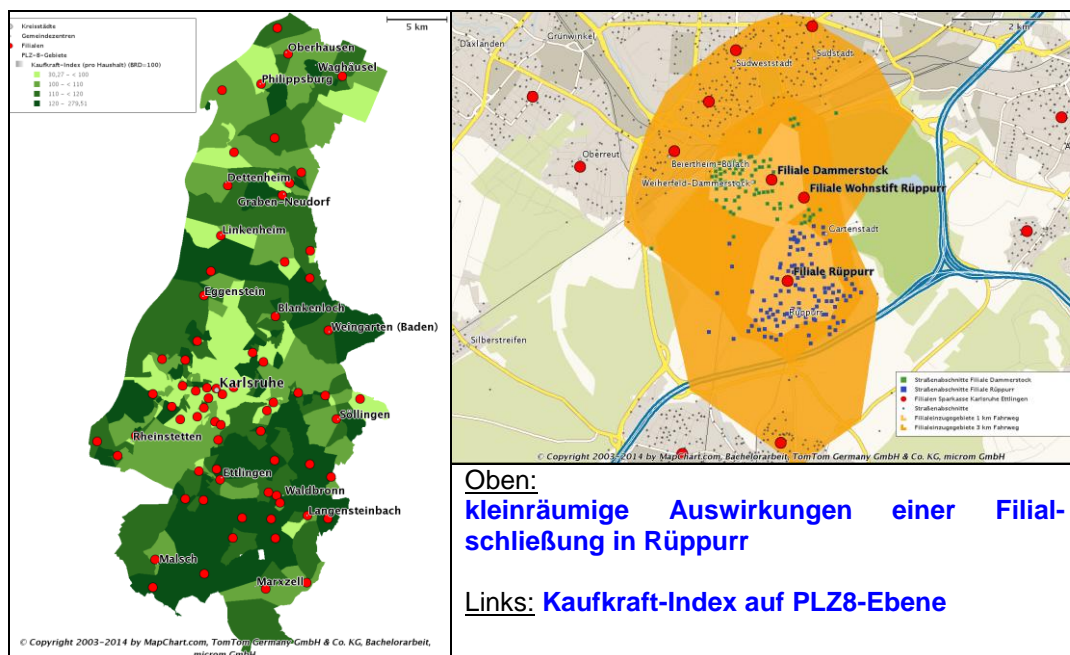 Kreisstädte
Gemeindezentren
Filialen
PLZ-8-Gebiete
Kaufkraft-Index (pro Haushalt) (BRD=100)
30,27 - < 100
100 - < 110
110 - < 120
120 - 279,51
5 km
Oberhausen
Waghäusel
Philippsburg
Dettenheim
Graben-Neudorf
Linkenheim
Eggenstein
Blankenloch
Weingarten (Baden)
Karlsruhe
Söllingen
Rheinstetten
Ettlingen
Waldbronn
Langensteinbach
Malsch
Marxzell
© Copyright 2003-2014 by MapChart.com, TomTom Germany GmbH & Co. KG, Bachelorarbeit,
microm GmbH
2 km
Daxlanden
Grünwinkel
Südstadt
Südweststadt
Oberreut
Beiertheim-Bulach
Weiherfeld-Dammerstock
Filiale Dammerstock
Filiale Wohnstift Rüppurr
Gartenstadt
Filiale Rüppurr
Rüppurr
Silberstreifen
Straßenabschnitte Filiale Dammerstock
Straßenabschnitte Filiale Rüppurr
Filialen Sparkasse Karlsruhe Ettlingen
Straßenabschnitte
Filialeinzugsgebiete 1 km Fahrweg
Filialeinzugsgebiete 3 km Fahrweg
© Copyright 2003-2014 by MapChart.com, Bachelorarbeit, TomTom Germany GmbH & Co. KG, microm GmbH
Oben:
kleinräumige Auswirkungen einer Filial-
schließung in Rüppurr
Links: Kaufkraft-Index auf PLZ8-Ebene